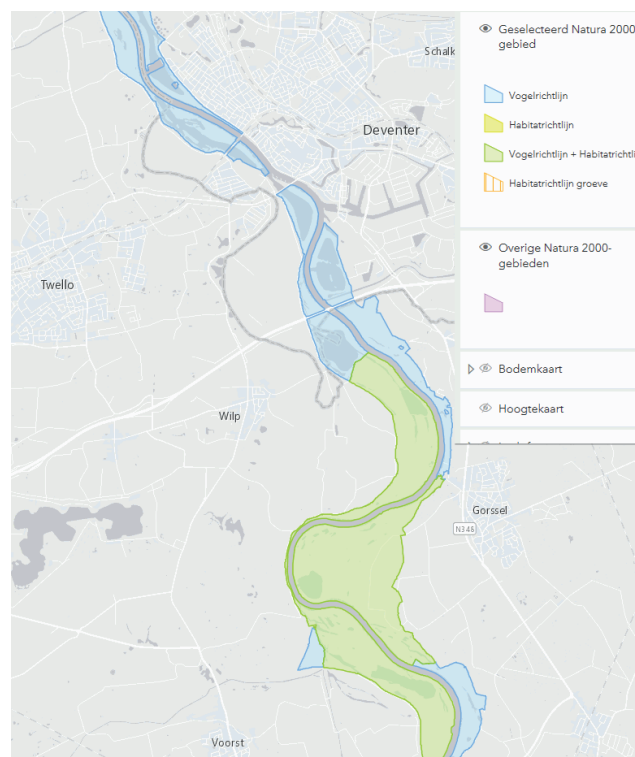 Geselecteerd Natura 2000
gebied
Schalk
Vogelrichtlijn
Deventer
Habitatrichtlijn
Vogelrichtlijn + Habitatrichtli
Habitatrichtlijn groeve
Overige Natura 2000-
gebieden
Twello
Bodemkaart
Hoogtekaart
Wilp
Gorssel
N348
Voorst